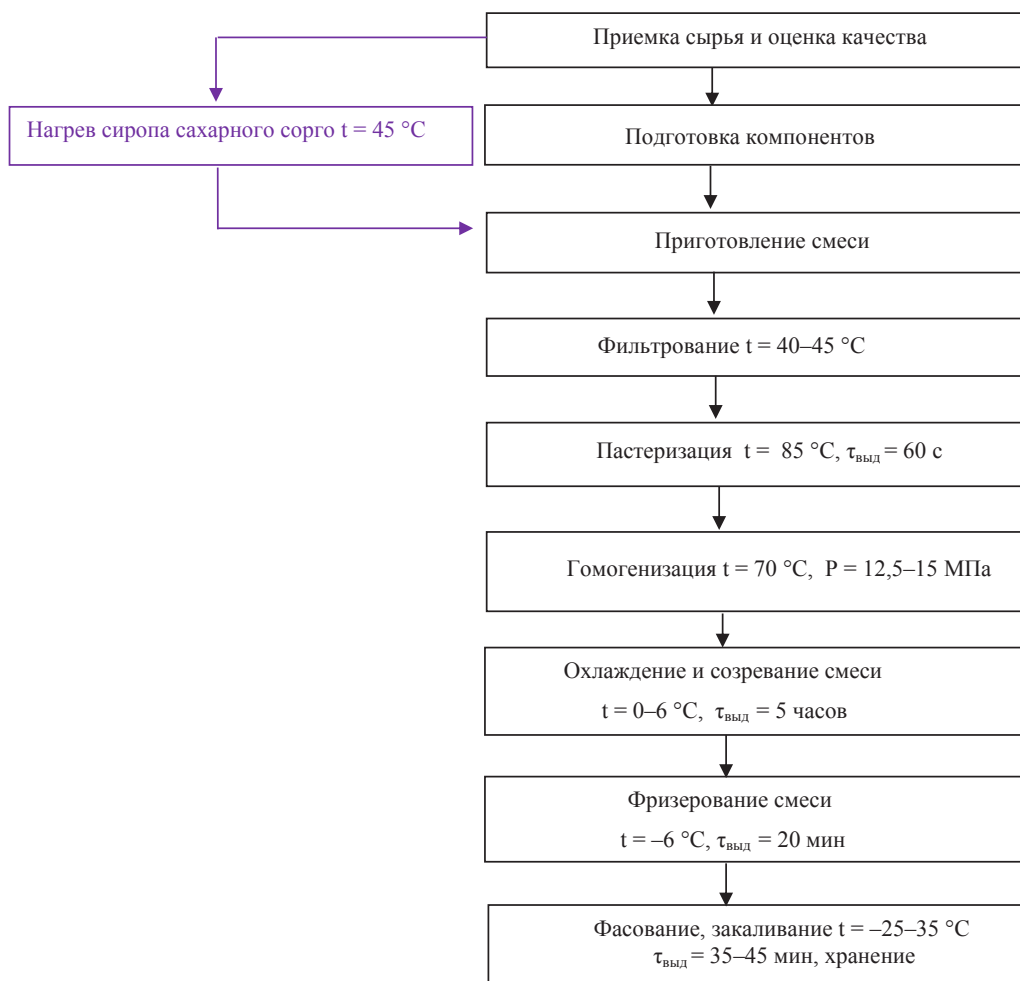 Приемка сырья и оценка качества
Нагрев сиропа сахарного сорго t = 45 °C
Подготовка компонентов
Приготовление смеси
Фильтрование t = 40–45 °C
Пастеризация t = 85 °C, τвыд = 60 с
Гомогенизация t = 70 °C, P = 12,5–15 МПа
Охлаждение и созревание смеси
t = 0–6 °C, τвыд = 5 часов
Фризерование смеси
t = –6 °C, τвыд = 20 мин
Фасование, закаливание t = –25–35 °C
τвыд = 35–45 мин, хранение